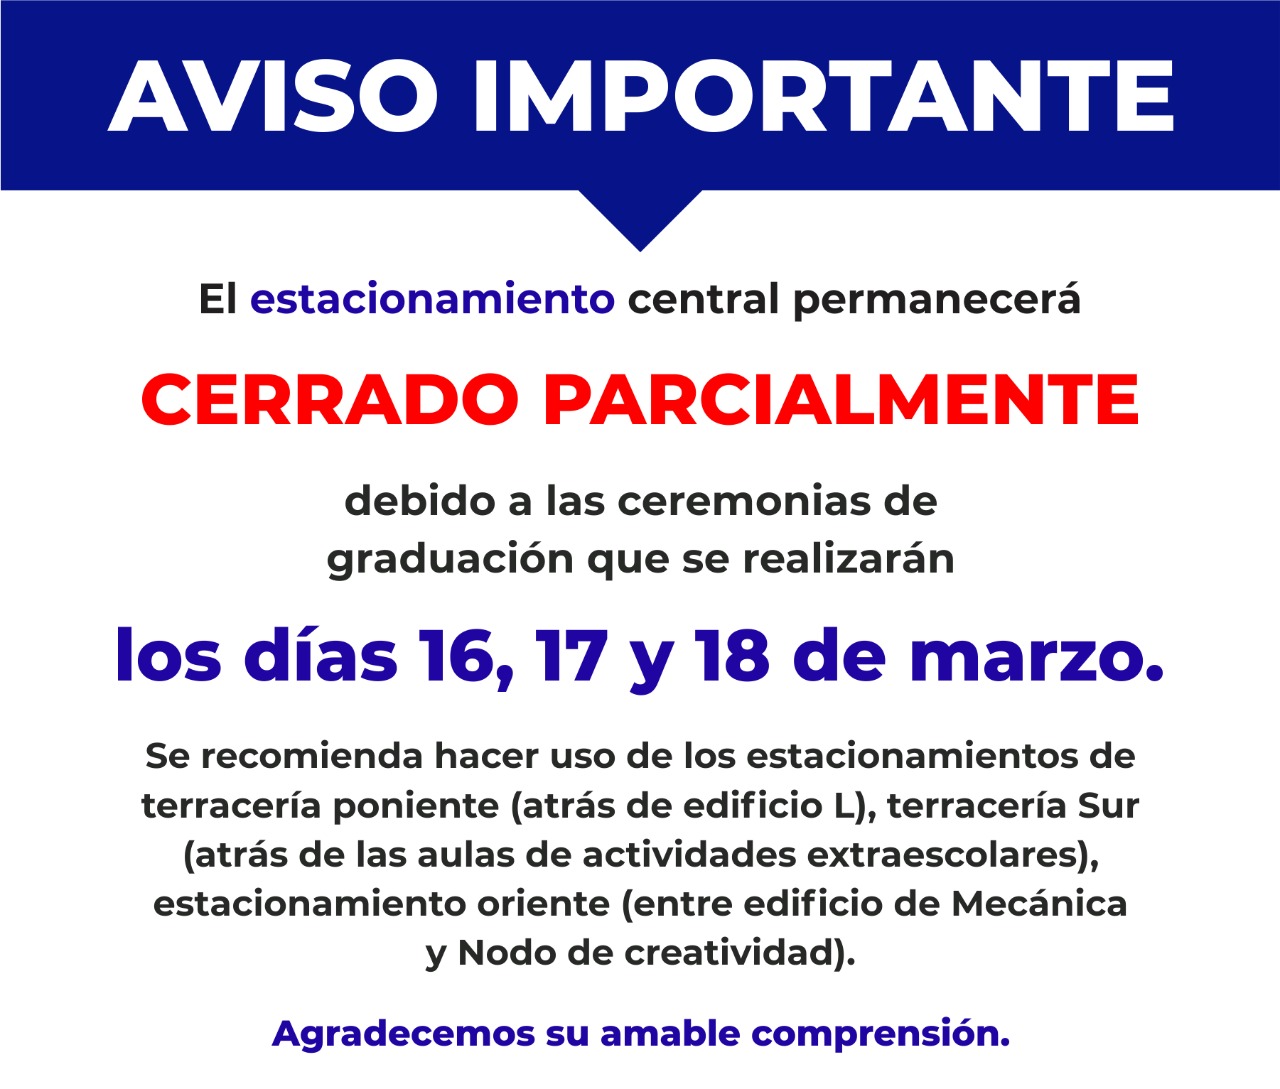 AVISO IMPORTANTE
El estacionamiento central permanecerá
CERRADO PARCIALMENTE
debido a las ceremonias de
graduación que se realizarán
los días 16, 17 y 18 de marzo.
Se recomienda hacer uso de los estacionamientos de
terracería poniente (atrás de edificio L), terracería Sur
(atrás de las aulas de actividades extraescolares),
estacionamiento oriente (entre edificio de Mecánica
y Nodo de creatividad).
Agradecemos su amable comprensión.